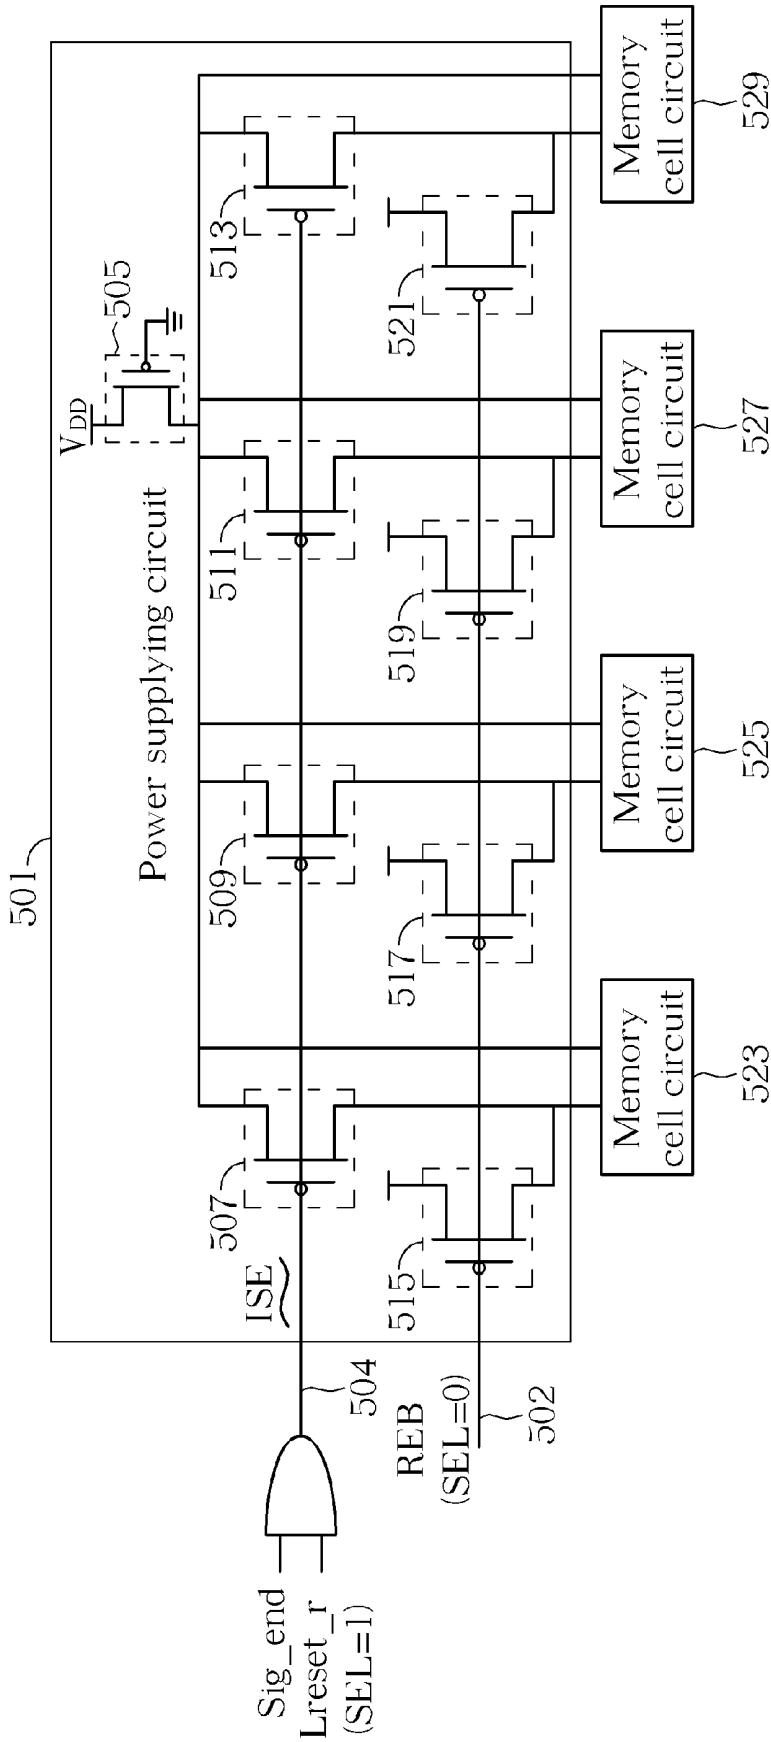 501
Power supplying circuit
VDD
505
507
509
511
513
ISE
Sig_end
Lreset_r
(SEL=1)
504
515
517
519
521
REB
(SEL=0)
502
Memory
cell circuit
523
Memory
cell circuit
525
Memory
cell circuit
527
Memory
cell circuit
529